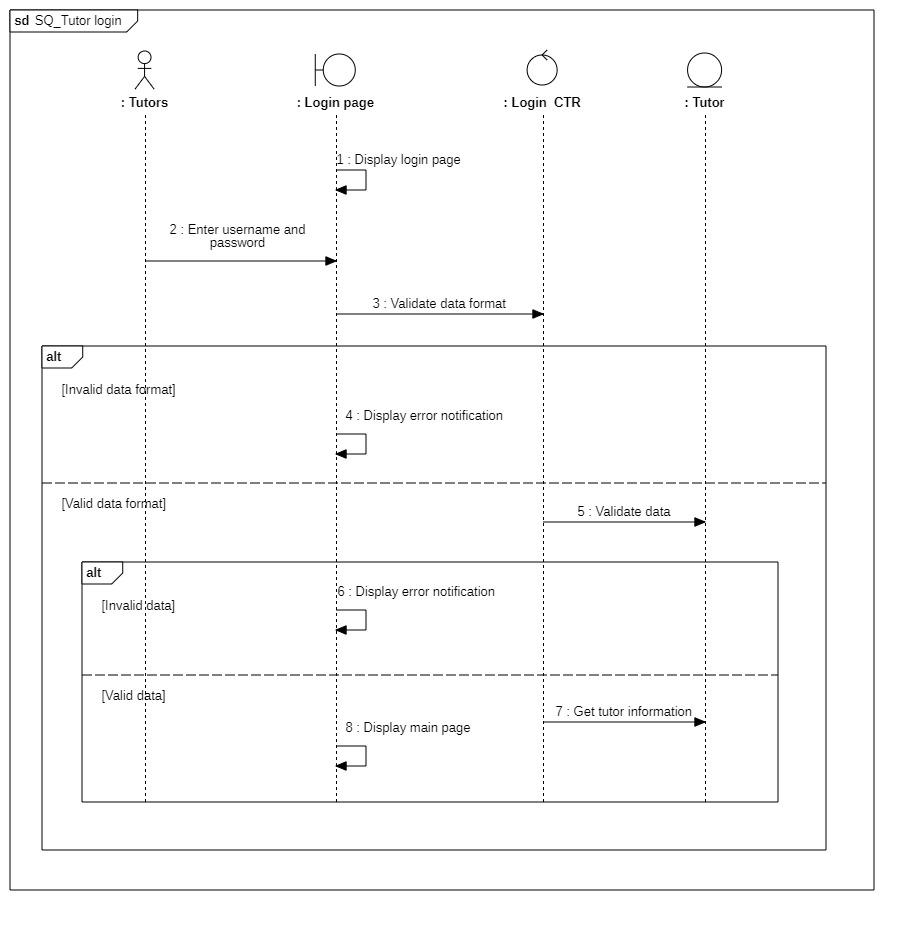 sd SQ_Tutor login
: Tutors
: Login page
: Login CTR
: Tutor
1 : Display login page
2 : Enter username and
password
3 : Validate data format
alt
[Invalid data format]
4 : Display error notification
[Valid data format]
5 : Validate data
alt
6 : Display error notification
[Invalid data]
[Valid data]
7 : Get tutor information
8 : Display main page